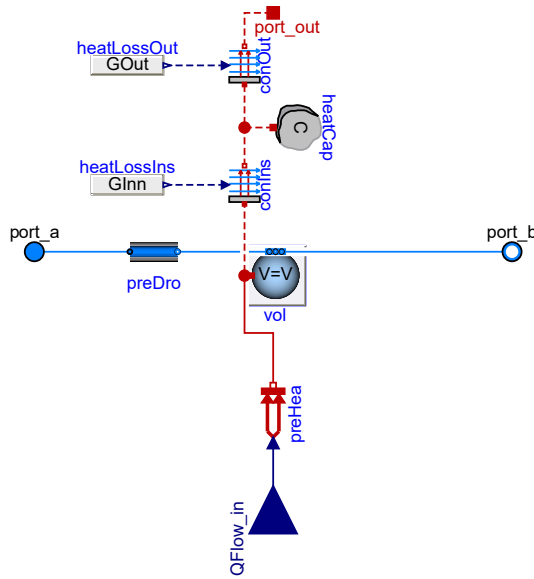 port_out
heatLossOut
GOut
conOut
heatCap
C
heatLossIns
GInn
conIns
port_a
port_b
preDro
V=V
vol
preHea
QFlow_in